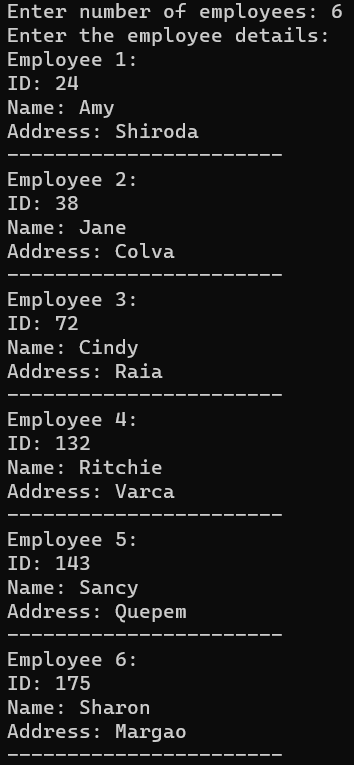 Enter number of employees: 6
Enter the employee details:
Employee 1:
ID: 24
Name: Amy
Address: Shiroda
-----------------------
Employee 2:
ID: 38
Name: Jane
Address: Colva
-----------------------
Employee 3:
ID: 72
Name: Cindy
Address: Raia
-----------------------
Employee 4:
ID: 132
Name: Ritchie
Address: Varca
-----------------------
Employee 5:
ID: 143
Name: Sancy
Address: Quepem
-----------------------
Employee 6:
ID: 175
Name: Sharon
Address: Margao
-----------------------